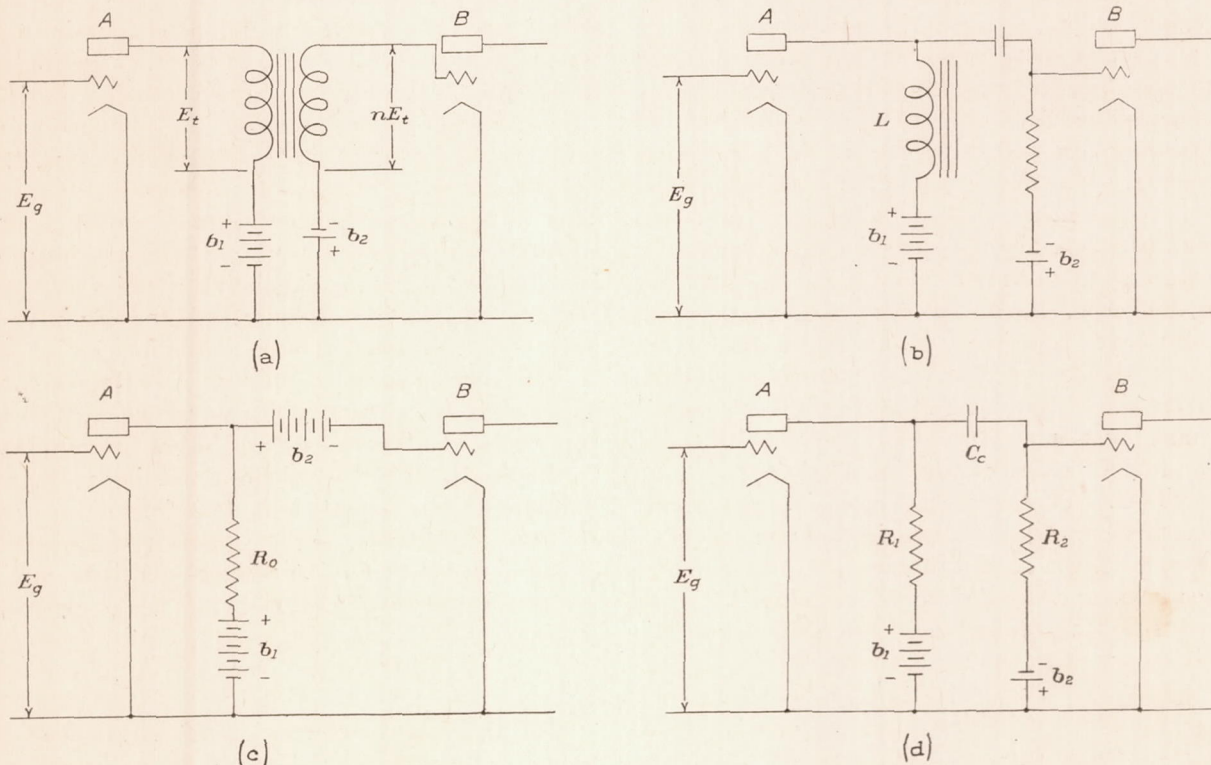 A
B
E_t
nE_t
E_g
+
b_1
-
-
b_2
+
(a)
A
B
L
E_g
+
b_1
-
-
b_2
+
(b)
A
B
+
b_2
-
R_o
E_g
+
b_1
-
(c)
A
B
C_c
R_1
R_2
E_g
+
b_1
-
-
b_2
+
(d)